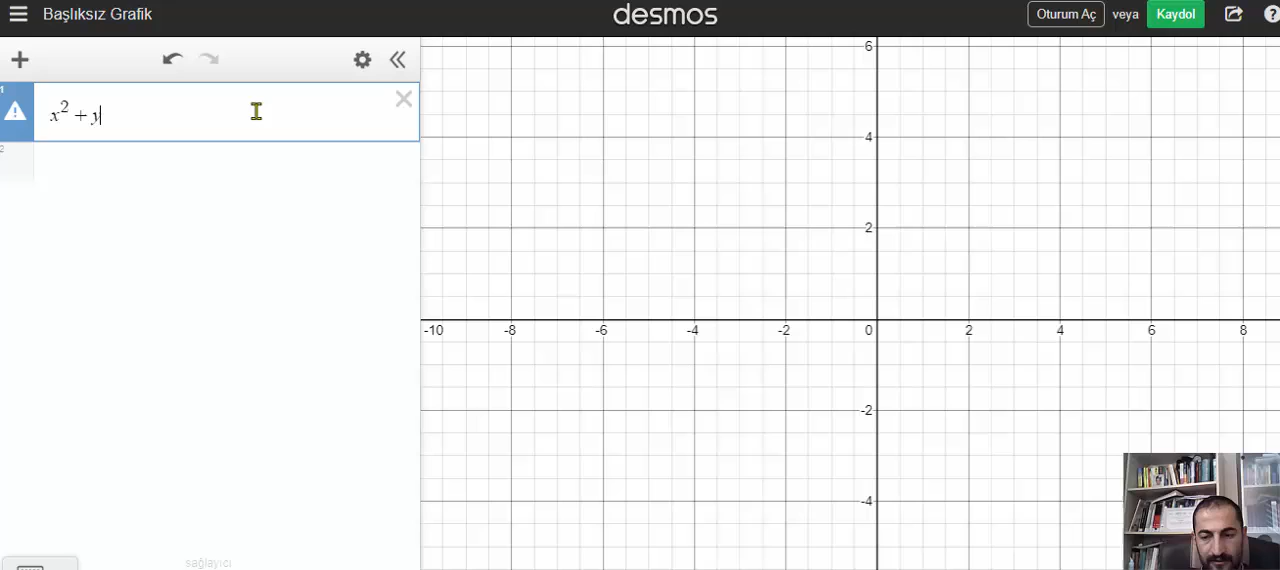 Başlıksız Grafik
desmos
Oturum Aç veya Kaydol ?
1
x² + y
2
6
4
2
-10 -8 -6 -4 -2 0 2 4 6 8
-2
-4
sağlayıcı